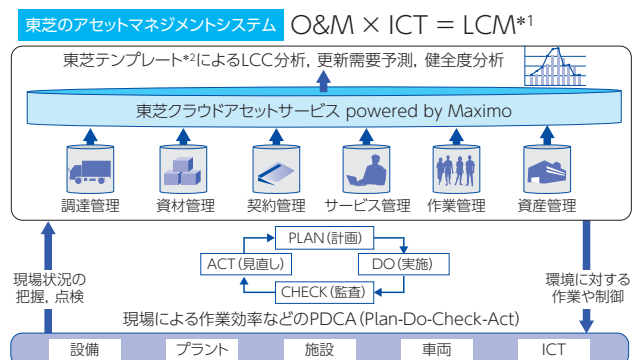 東芝のアセットマネジメントシステム O&M × ICT = LCM*1
東芝テンプレート*2によるLCC分析, 更新需要予測, 健全度分析
東芝クラウドアセットサービス powered by Maximo
調達管理 資材管理 契約管理 サービス管理 作業管理 資産管理
PLAN(計画)
ACT(見直し) DO(実施)
CHECK(監査)
現場状況の
把握, 点検
環境に対する
作業や制御
現場による作業効率などのPDCA(Plan-Do-Check-Act)
設備 プラント 施設 車両 ICT